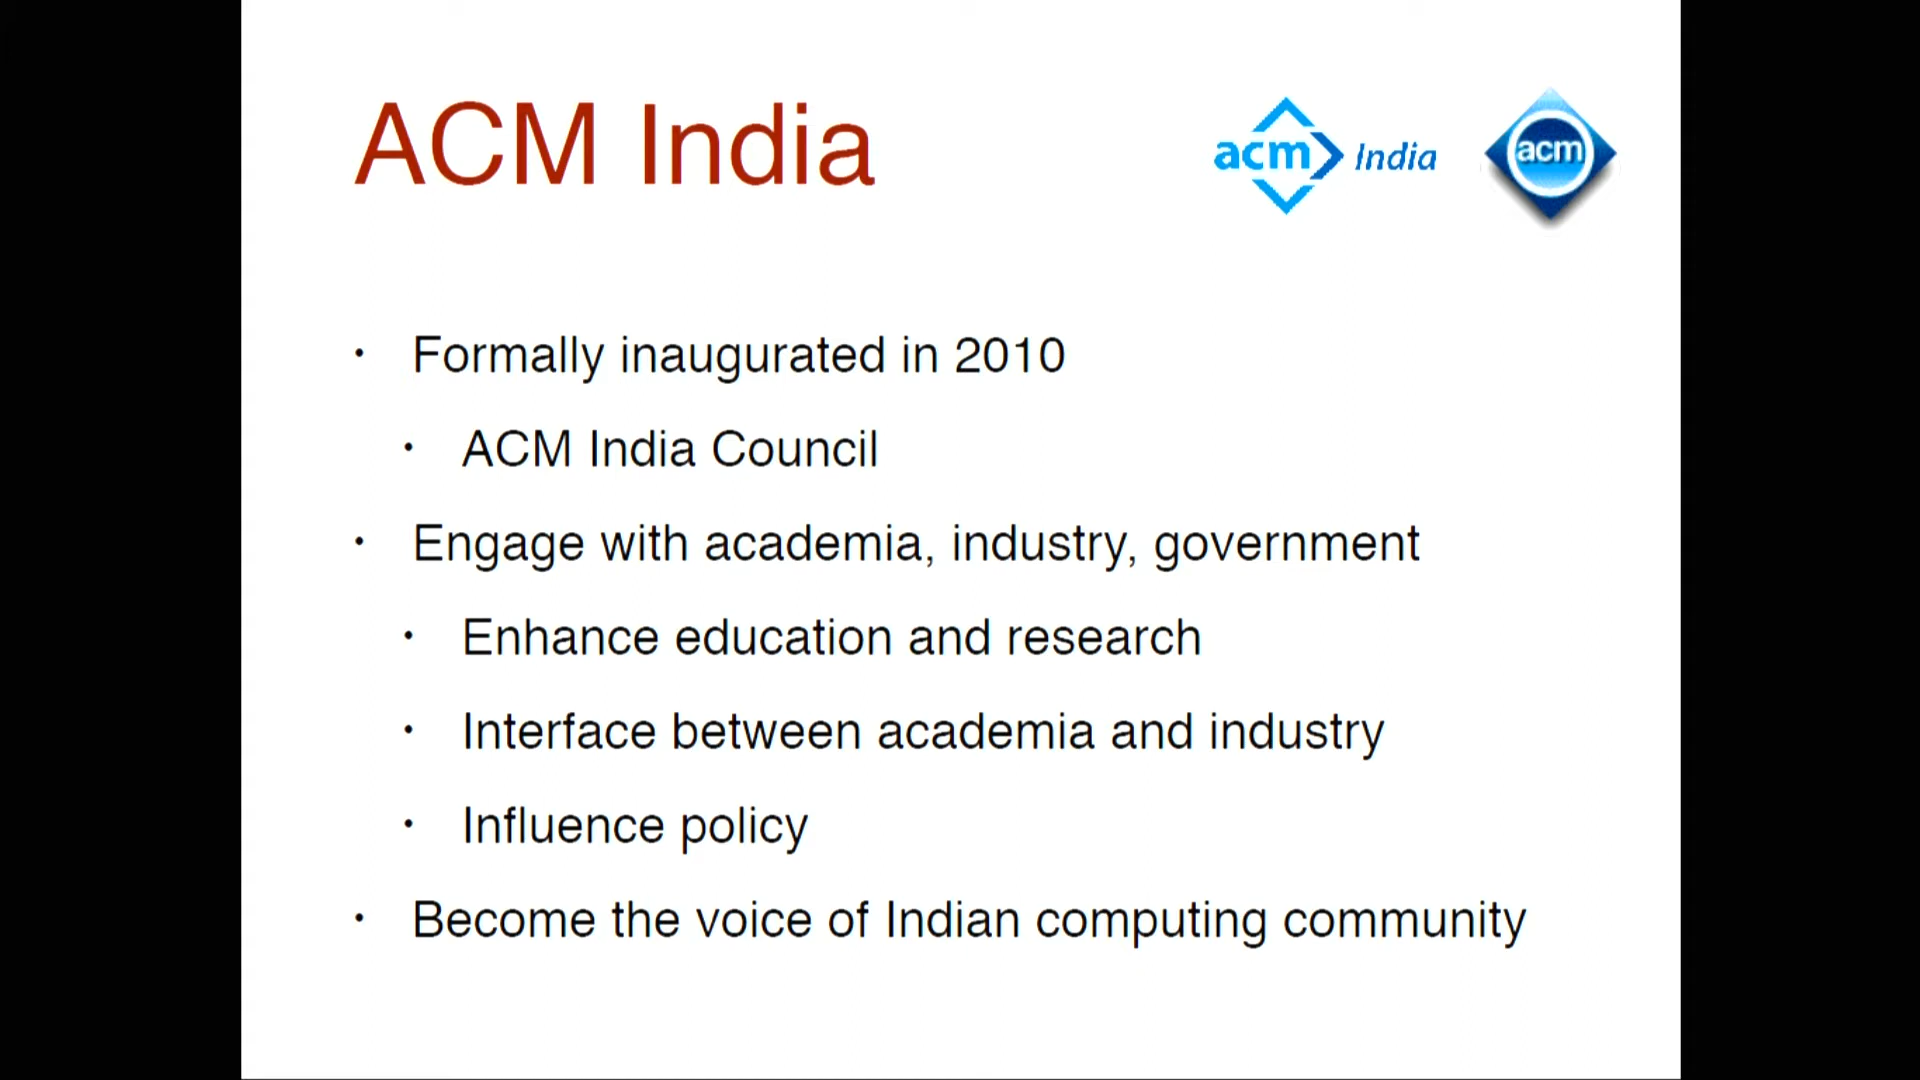 ACM India
acm India
acm
• Formally inaugurated in 2010
• ACM India Council
• Engage with academia, industry, government
• Enhance education and research
• Interface between academia and industry
• Influence policy
• Become the voice of Indian computing community